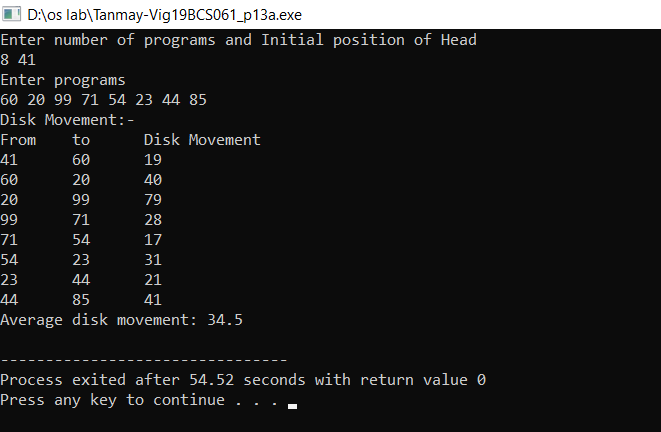 D:\os lab\Tanmay-Vig19BCS061_p13a.exe
Enter number of programs and Initial position of Head
8 41
Enter programs
60 20 99 71 54 23 44 85
Disk Movement:-
From    to      Disk Movement
41      60      19
60      20      40
20      99      79
99      71      28
71      54      17
54      23      31
23      44      21
44      85      41
Average disk movement: 34.5
--------------------------------
Process exited after 54.52 seconds with return value 0
Press any key to continue . . .